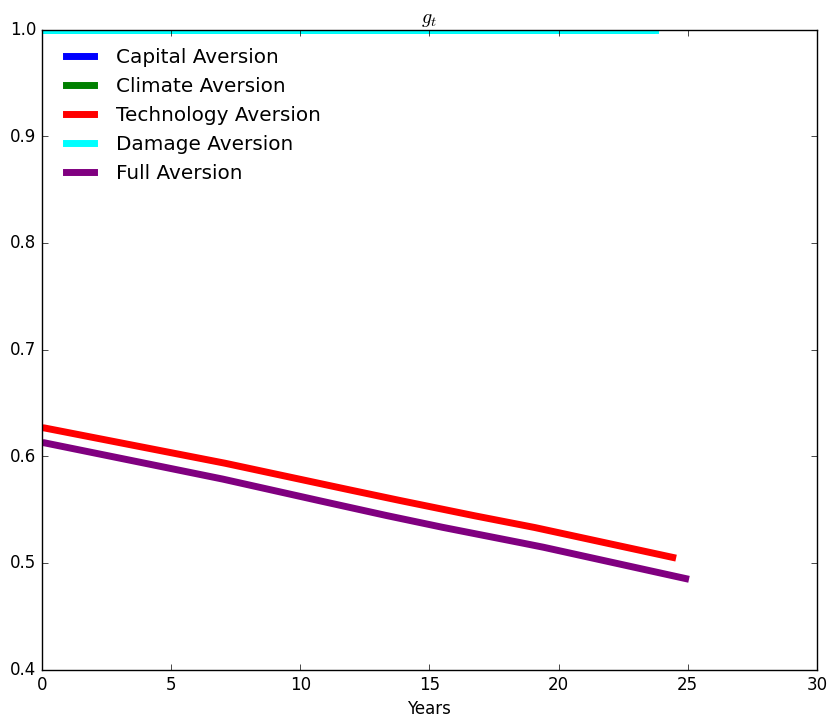 g_t
1.0
0.9
0.8
0.7
0.6
0.5
0.4
Capital Aversion
Climate Aversion
Technology Aversion
Damage Aversion
Full Aversion
0 5 10 15 20 25 30
Years